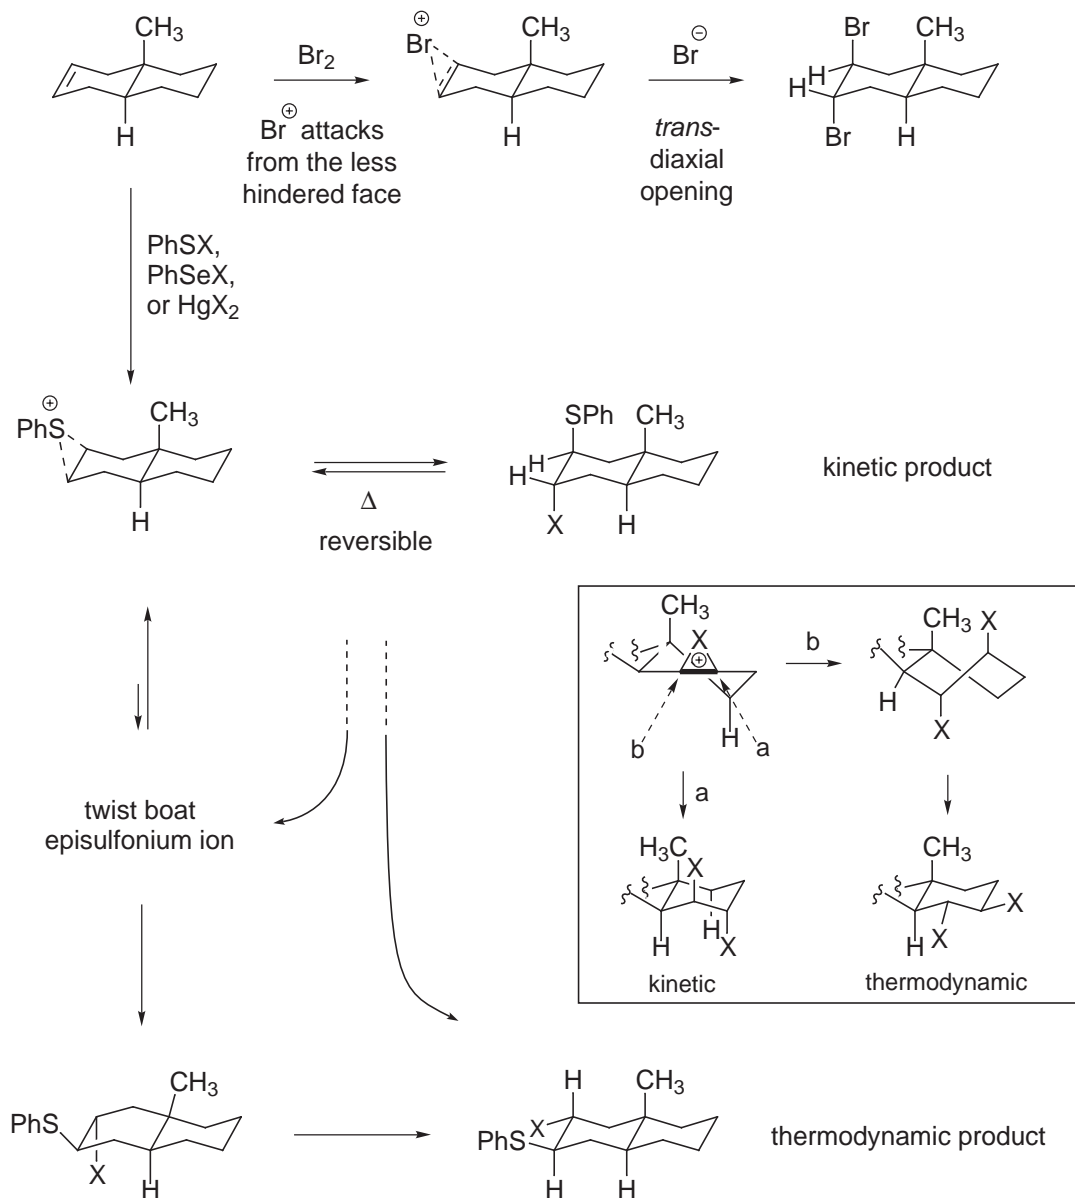 CH3
H
Br2
Br⊕ attacks
from the less
hindered face
⊕
Br
CH3
H
⊖
Br
trans-
diaxial
opening
Br
CH3
H
H
Br
H
PhSX,
PhSeX,
or HgX2
⊕
PhS
CH3
H
Δ
reversible
SPh
CH3
H
H
X
H
kinetic product
CH3
X
⊕
H
b
a
b
CH3
X
H
X
a
H3C
X
H
H
X
kinetic
CH3
X
H
X
thermodynamic
twist boat
episulfonium ion
CH3
PhS
X
H
H
CH3
X
PhS
H
H
thermodynamic product